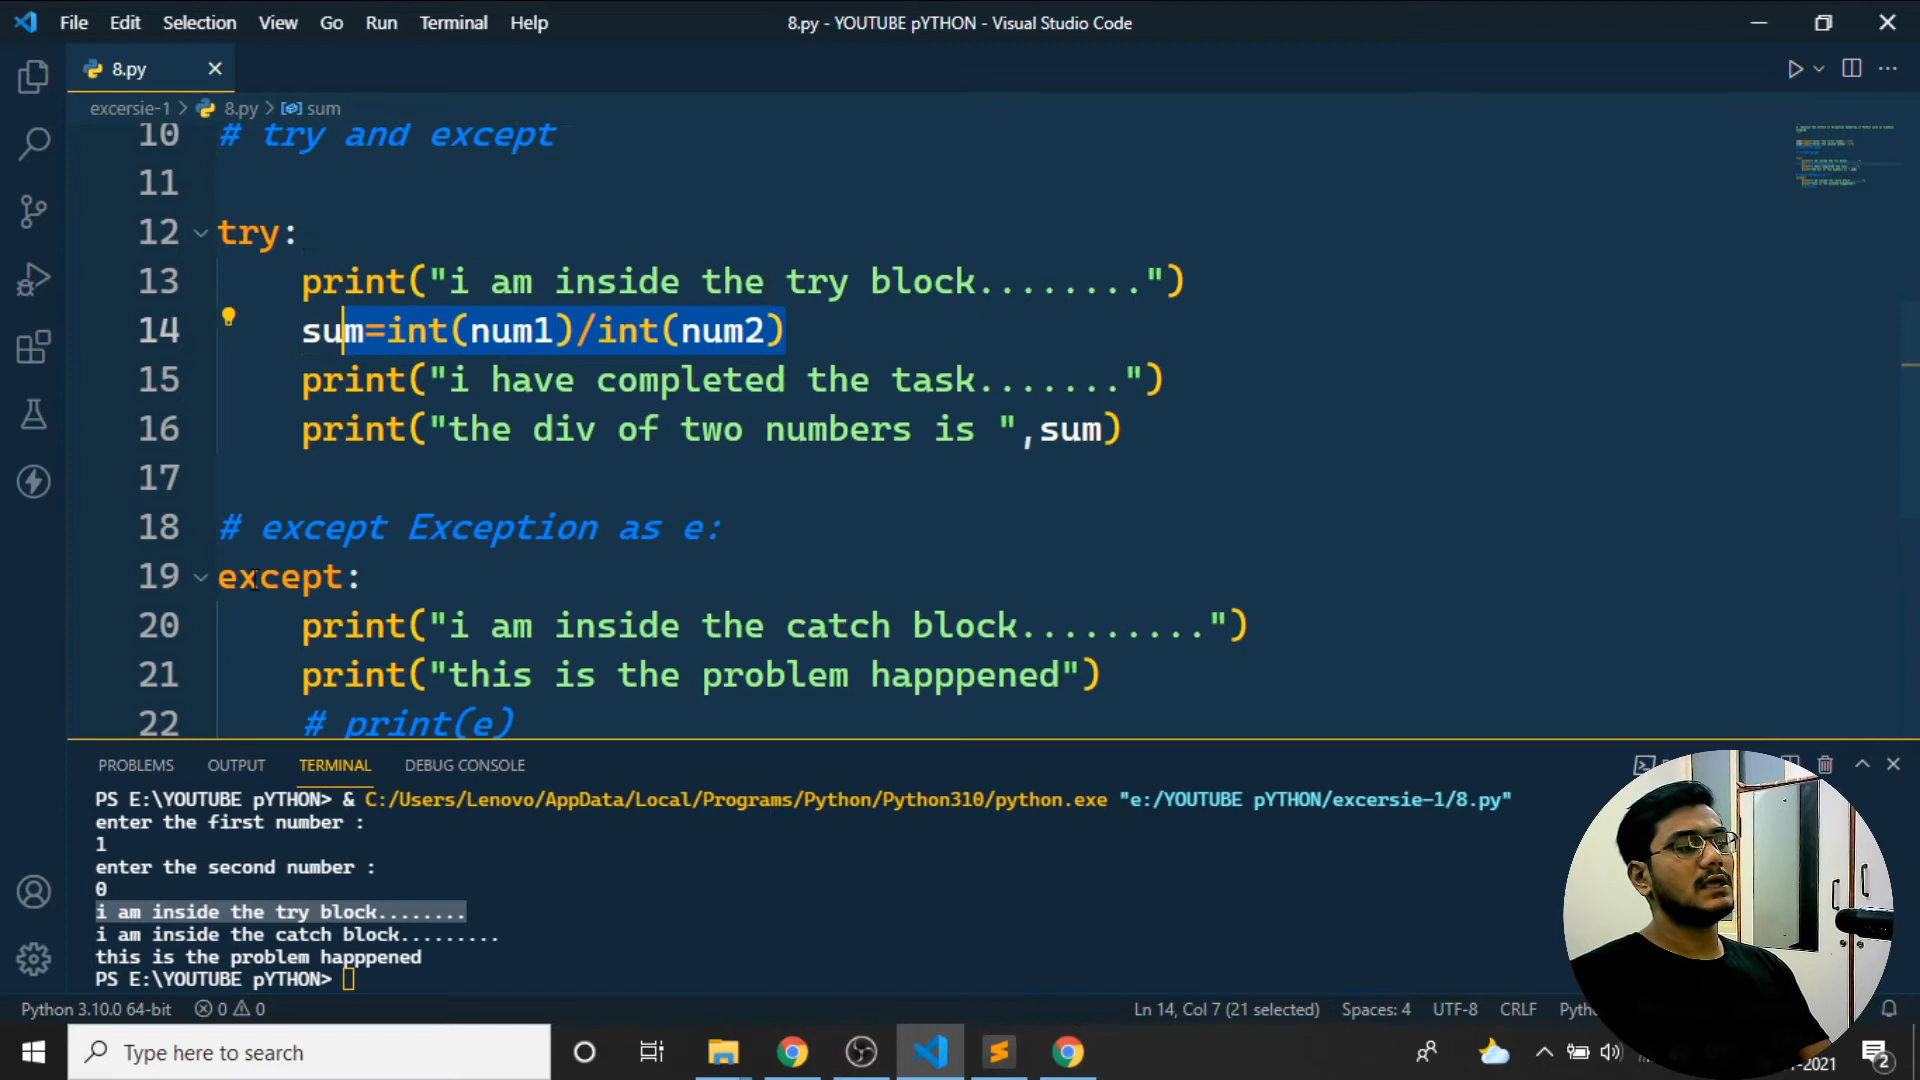 File Edit Selection View Go Run Terminal Help
8.py - YOUTUBE pYTHON - Visual Studio Code
8.py
excersie-1 > 8.py > sum
10 # try and except
11
12 try:
13 print("i am inside the try block........")
14 sum=int(num1)/int(num2)
15 print("i have completed the task.......")
16 print("the div of two numbers is ",sum)
17
18 # except Exception as e:
19 except:
20 print("i am inside the catch block.........")
21 print("this is the problem happpened")
22 # print(e)
PROBLEMS OUTPUT TERMINAL DEBUG CONSOLE
PS E:\YOUTUBE pYTHON> & C:/Users/Lenovo/AppData/Local/Programs/Python/Python310/python.exe "e:/YOUTUBE pYTHON/excersie-1/8.py"
enter the first number :
1
enter the second number :
0
i am inside the try block........
i am inside the catch block.........
this is the problem happpened
PS E:\YOUTUBE pYTHON>
Python 3.10.0 64-bit 0 0
Ln 14, Col 7 (21 selected) Spaces: 4 UTF-8 CRLF
Type here to search
2021
2